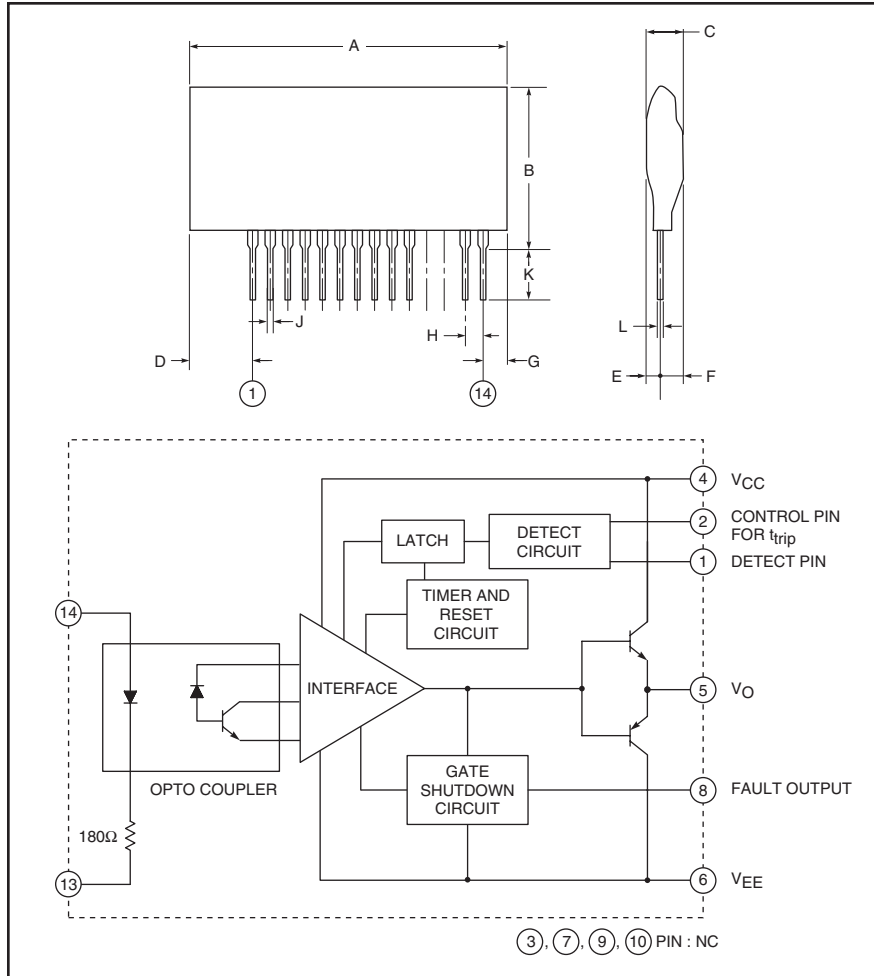 A
C
B
K
J
H
L
D
G
E
F
1
14
4 VCC
2 CONTROL PIN
FOR ttrip
1 DETECT PIN
LATCH
DETECT
CIRCUIT
TIMER AND
RESET
CIRCUIT
14
INTERFACE
5 VO
OPTO COUPLER
GATE
SHUTDOWN
CIRCUIT
8 FAULT OUTPUT
180Ω
13
6 VEE
3, 7, 9, 10 PIN : NC